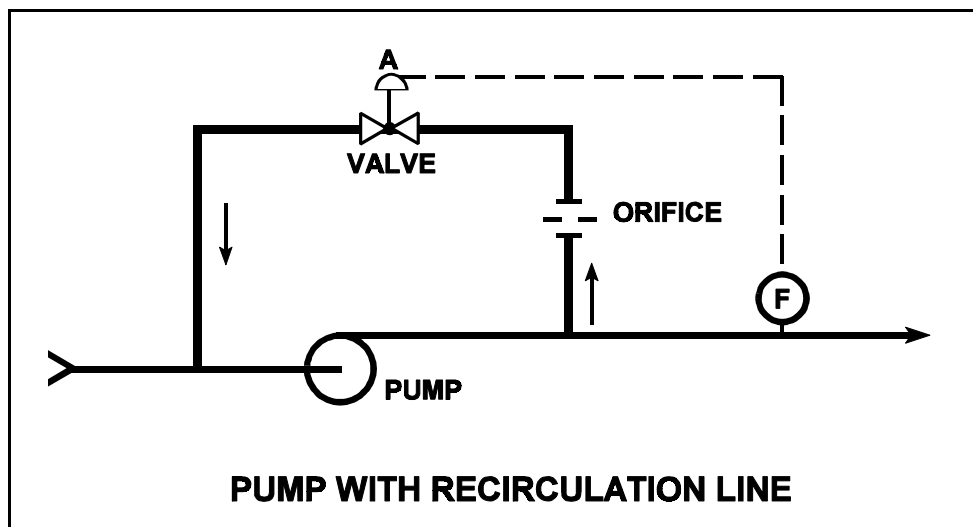 A
VALVE
ORIFICE
F
PUMP
PUMP WITH RECIRCULATION LINE